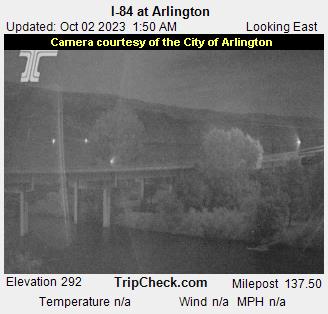 I-84 at Arlington
Updated: Oct 02 2023 1:50 AM Looking East
Camera courtesy of the City of Arlington
Elevation 292 TripCheck.com Milepost 137.50
Temperature n/a Wind n/a MPH n/a